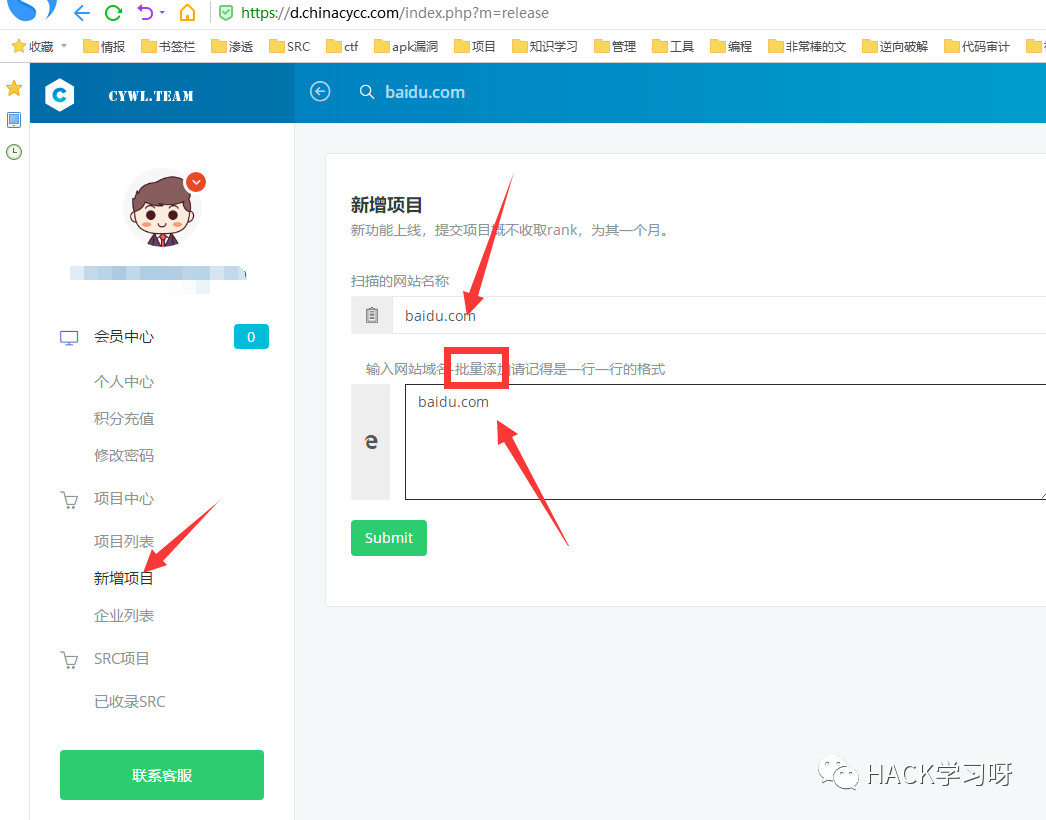 https://d.chinacycc.com/index.php?m=release
收藏 情报 书签栏 渗透 SRC ctf apk漏洞 项目 知识学习 管理 工具 编程 非常棒的文 逆向破解 代码审计
CYWL.TEAM
baidu.com
新增项目
新功能上线，提交项目概不收取rank，为其一个月。
扫描的网站名称
baidu.com
输入网站域名-批量添加请记得是一行一行的格式
baidu.com
Submit
会员中心 0
个人中心
积分充值
修改密码
项目中心
项目列表
新增项目
企业列表
SRC项目
已收录SRC
联系客服
HACK学习呀